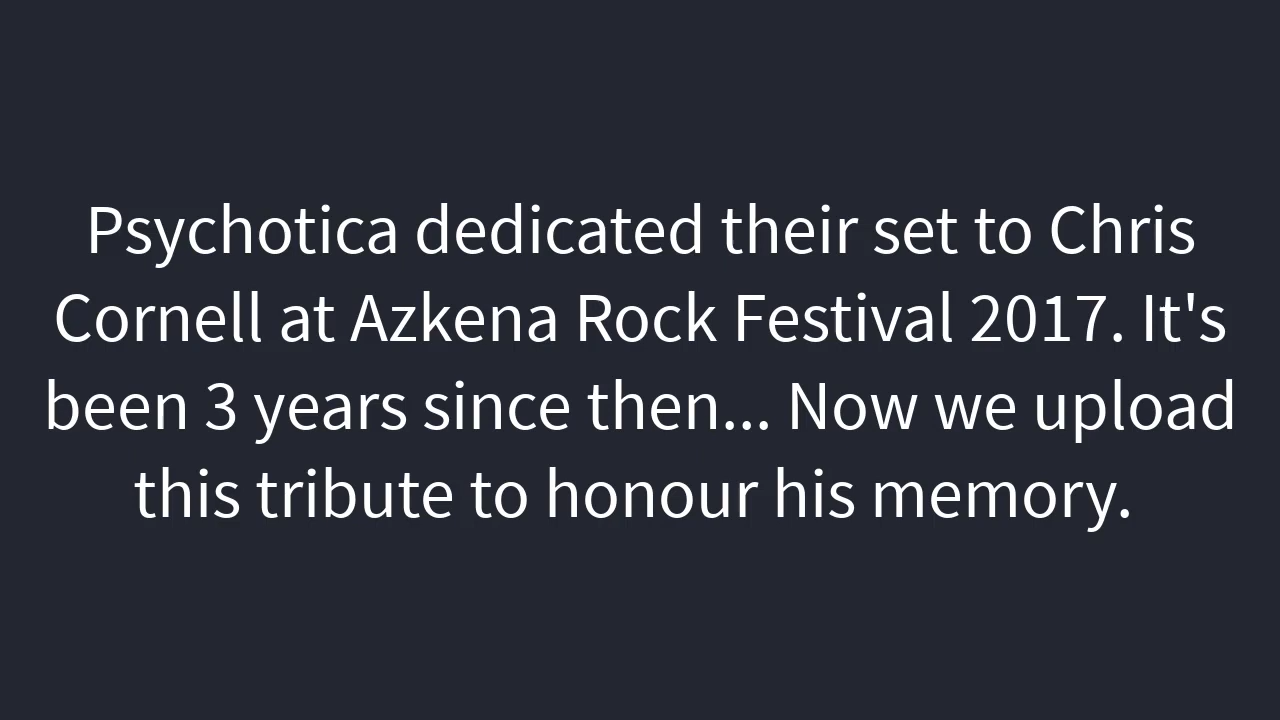 Psychotica dedicated their set to Chris
Cornell at Azkena Rock Festival 2017. It's
been 3 years since then... Now we upload
this tribute to honour his memory.